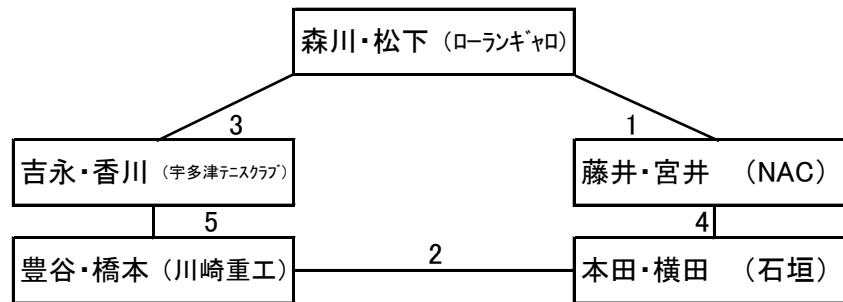 森川・松下（ﾛｰﾗﾝｷﾞｬﾛ）
3
1
吉永・香川（宇多津ﾃﾆｽｸﾗﾌﾞ）
藤井・宮井　（NAC）
5
4
豊谷・橋本（川崎重工）
2
本田・横田　（石垣）